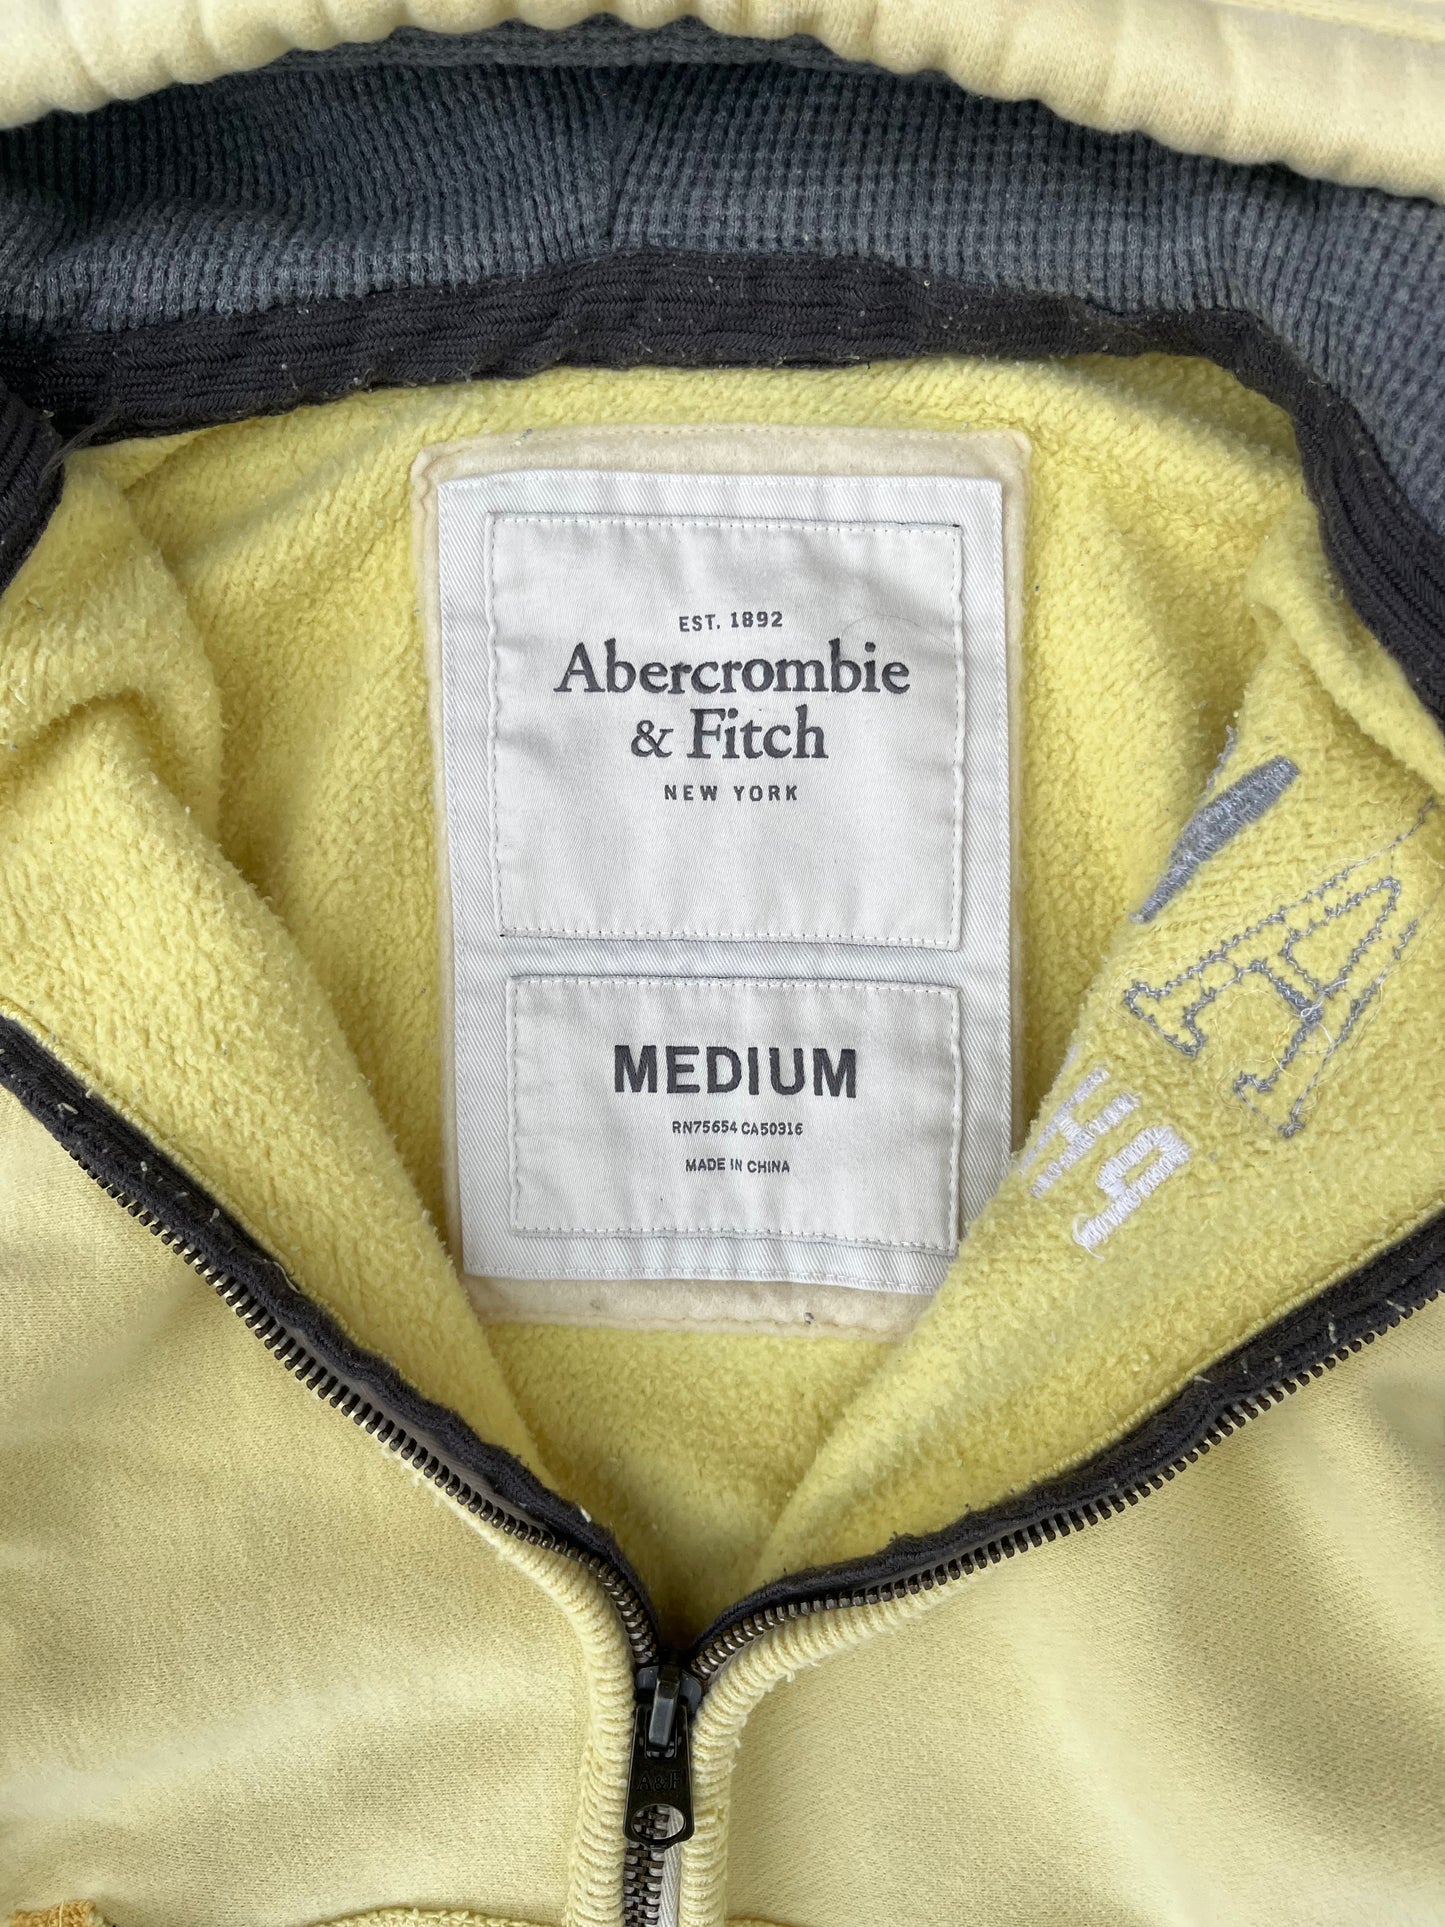 EST. 1892
Abercrombie
& Fitch
NEW YORK
MEDIUM
RN75654 CA50316
MADE IN CHINA
A
A&F